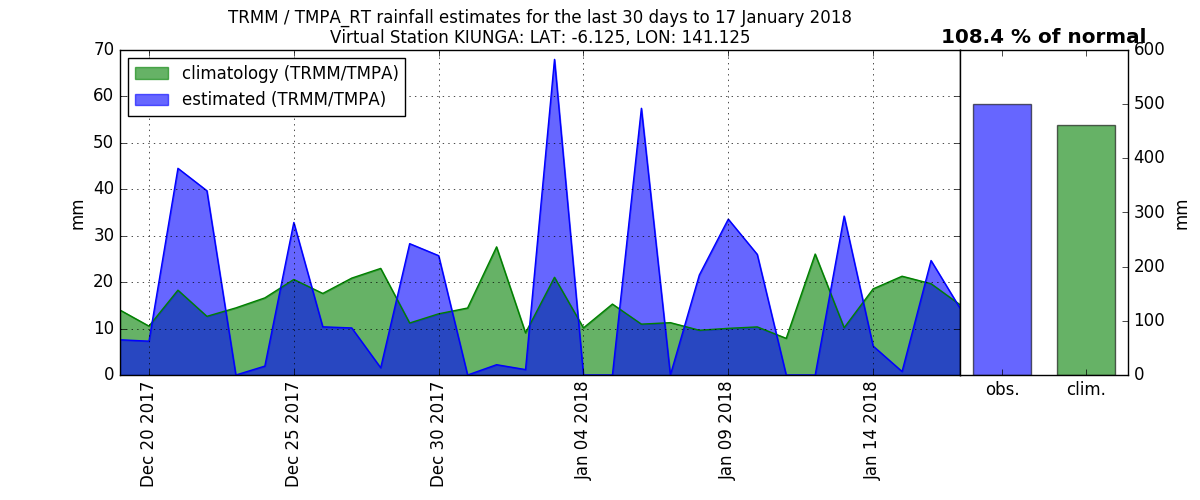 TRMM / TMPA_RT rainfall estimates for the last 30 days to 17 January 2018
Virtual Station KIUNGA: LAT: -6.125, LON: 141.125
108.4 % of normal
climatology (TRMM/TMPA)
estimated (TRMM/TMPA)
mm
70
60
50
40
30
20
10
0
Dec 20 2017
Dec 25 2017
Dec 30 2017
Jan 04 2018
Jan 09 2018
Jan 14 2018
obs.
clim.
600
500
400
300
200
100
0
mm